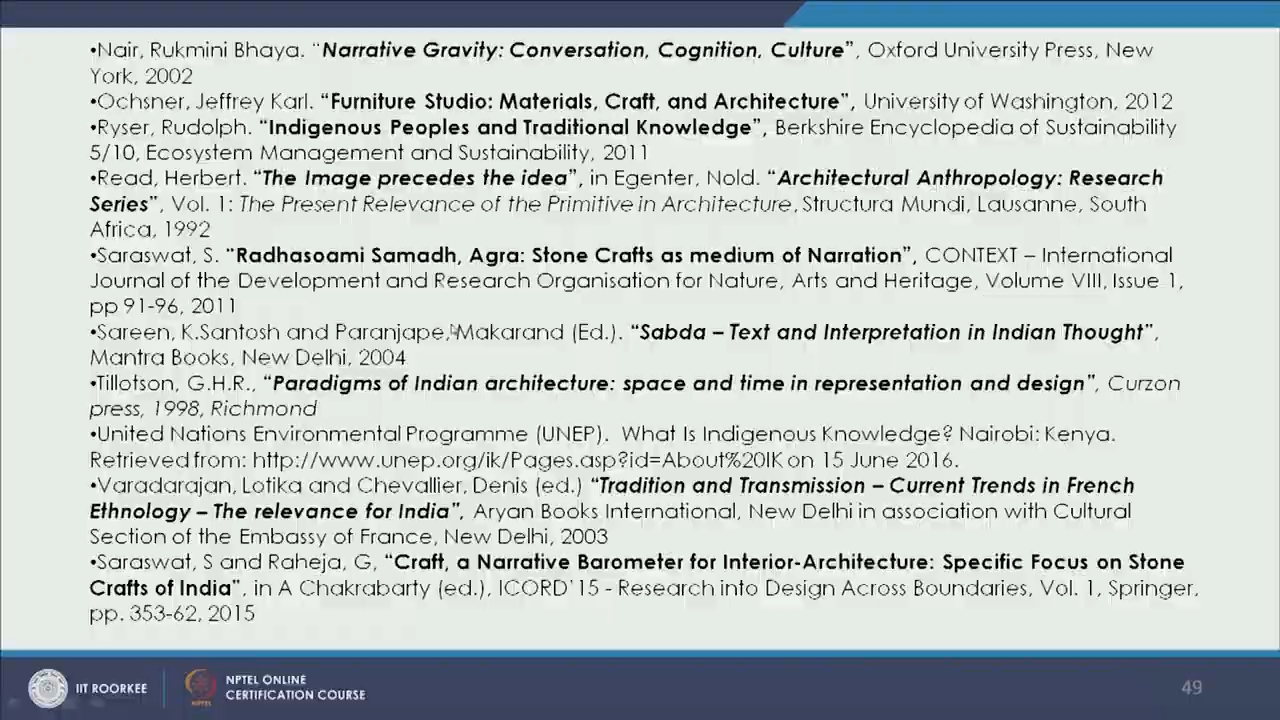 •Nair, Rukmini Bhaya. “Narrative Gravity: Conversation, Cognition, Culture”, Oxford University Press, New
York, 2002
•Ochsner, Jeffrey Karl. “Furniture Studio: Materials, Craft, and Architecture”, University of Washington, 2012
•Ryser, Rudolph. “Indigenous Peoples and Traditional Knowledge”, Berkshire Encyclopedia of Sustainability
5/10, Ecosystem Management and Sustainability, 2011
•Read, Herbert. “The Image precedes the idea”, in Egenter, Nold. “Architectural Anthropology: Research
Series”, Vol. 1: The Present Relevance of the Primitive in Architecture, Structura Mundi, Lausanne, South
Africa, 1992
•Saraswat, S. “Radhasoami Samadh, Agra: Stone Crafts as medium of Narration”, CONTEXT – International
Journal of the Development and Research Organisation for Nature, Arts and Heritage, Volume VIII, Issue 1,
pp 91-96, 2011
•Sareen, K.Santosh and Paranjape, Makarand (Ed.). “Sabda – Text and Interpretation in Indian Thought”,
Mantra Books, New Delhi, 2004
•Tillotson, G.H.R., “Paradigms of Indian architecture: space and time in representation and design”, Curzon
press, 1998, Richmond
•United Nations Environmental Programme (UNEP). What Is Indigenous Knowledge? Nairobi: Kenya.
Retrieved from: http://www.unep.org/ik/Pages.asp?id=About%20IK on 15 June 2016.
•Varadarajan, Lotika and Chevallier, Denis (ed.) “Tradition and Transmission – Current Trends in French
Ethnology – The relevance for India”, Aryan Books International, New Delhi in association with Cultural
Section of the Embassy of France, New Delhi, 2003
•Saraswat, S and Raheja, G, “Craft, a Narrative Barometer for Interior-Architecture: Specific Focus on Stone
Crafts of India”, in A Chakrabarty (ed.), ICORD’15 - Research into Design Across Boundaries, Vol. 1, Springer,
pp. 353-62, 2015
IIT ROORKEE
NPTEL ONLINE
CERTIFICATION COURSE
NPTEL
49